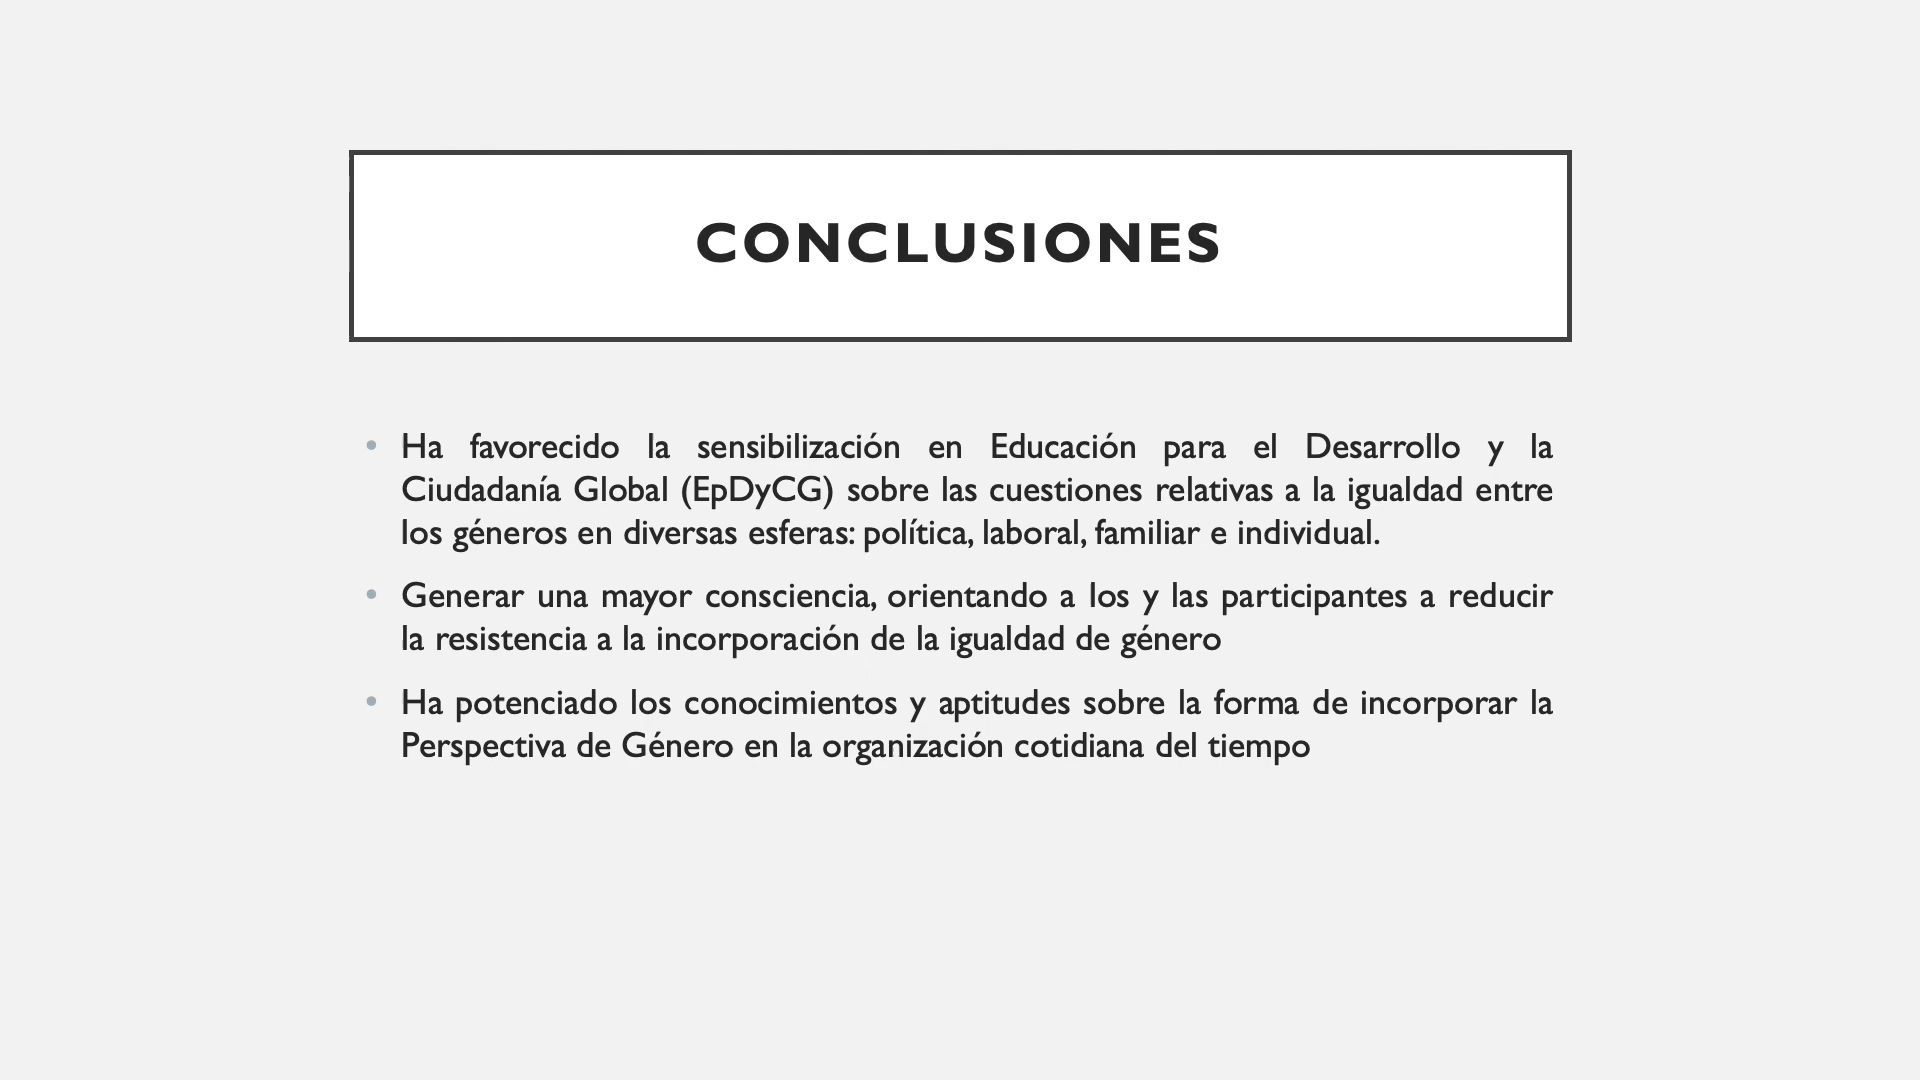 CONCLUSIONES
• Ha favorecido la sensibilización en Educación para el Desarrollo y la
Ciudadanía Global (EpDyCG) sobre las cuestiones relativas a la igualdad entre
los géneros en diversas esferas: política, laboral, familiar e individual.
• Generar una mayor consciencia, orientando a los y las participantes a reducir
la resistencia a la incorporación de la igualdad de género
• Ha potenciado los conocimientos y aptitudes sobre la forma de incorporar la
Perspectiva de Género en la organización cotidiana del tiempo